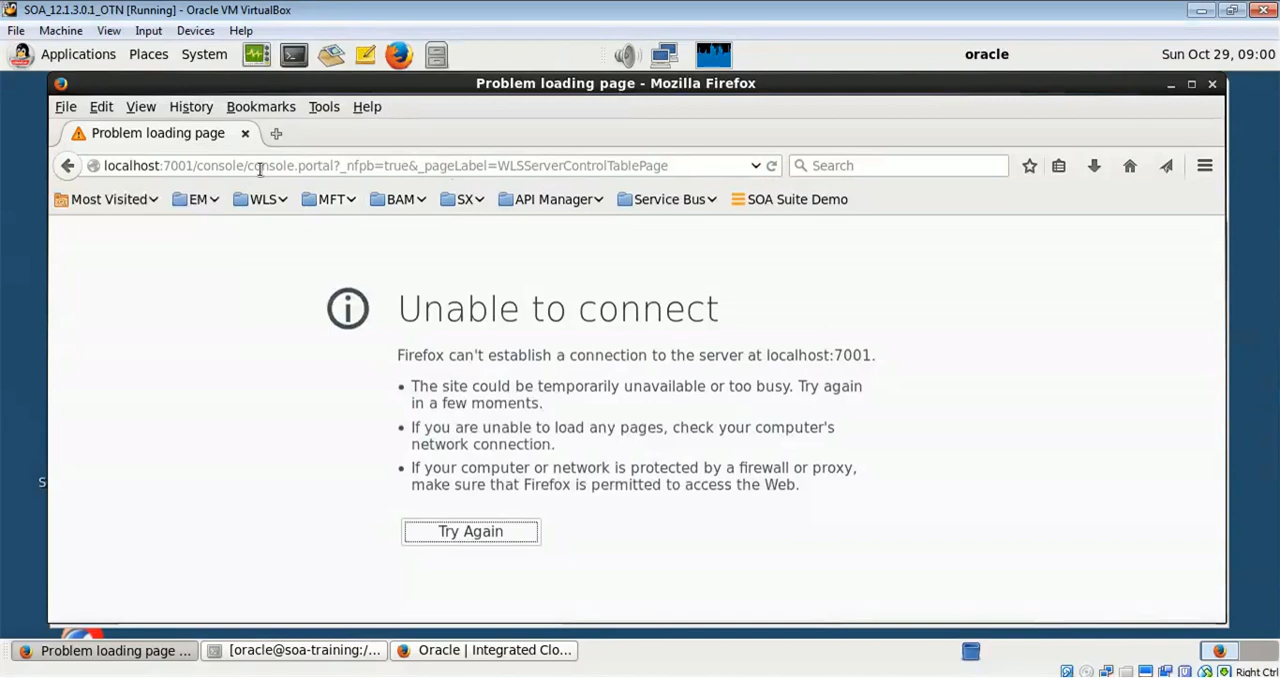 SOA_12.1.3.0.1_OTN [Running] - Oracle VM VirtualBox
File Machine View Input Devices Help
Applications Places System oracle Sun Oct 29, 09:00
Problem loading page - Mozilla Firefox
File Edit View History Bookmarks Tools Help
Problem loading page
localhost:7001/console/console.portal?_nfpb=true&_pageLabel=WLSServerControlTablePage Search
Most Visited EM WLS MFT BAM SX API Manager Service Bus SOA Suite Demo
Unable to connect
Firefox can't establish a connection to the server at localhost:7001.
• The site could be temporarily unavailable or too busy. Try again
in a few moments.
• If you are unable to load any pages, check your computer's
network connection.
• If your computer or network is protected by a firewall or proxy,
make sure that Firefox is permitted to access the Web.
S
Try Again
Problem loading page ... [oracle@soa-training:/... Oracle | Integrated Clo...
Right Ctrl